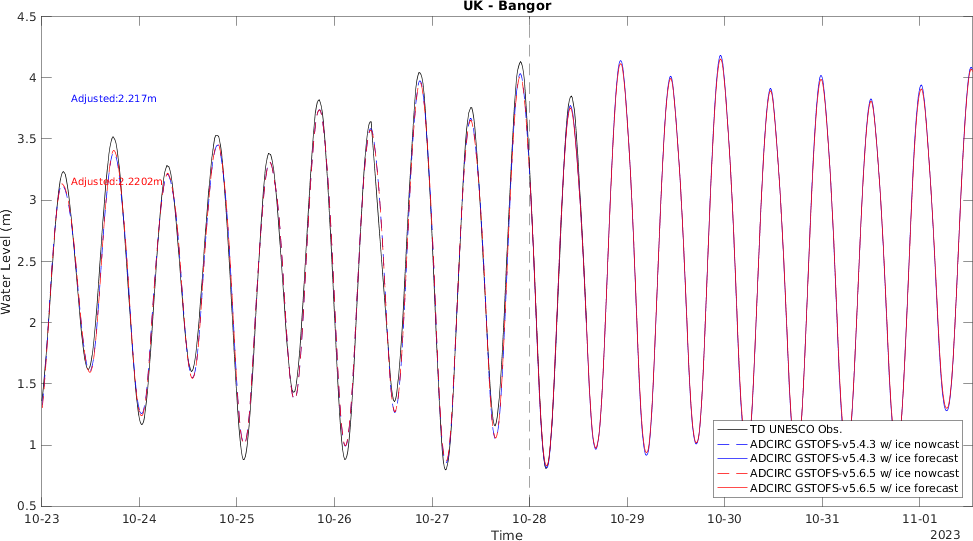 UK - Bangor
4.5
4
3.5
3
2.5
2
1.5
1
0.5
Water Level (m)
Adjusted:2.217m
Adjusted:2.2202m
TD UNESCO Obs.
ADCIRC GSTOFS-v5.4.3 w/ ice nowcast
ADCIRC GSTOFS-v5.4.3 w/ ice forecast
ADCIRC GSTOFS-v5.6.5 w/ ice nowcast
ADCIRC GSTOFS-v5.6.5 w/ ice forecast
10-23 10-24 10-25 10-26 10-27 10-28 10-29 10-30 10-31 11-01
Time
2023